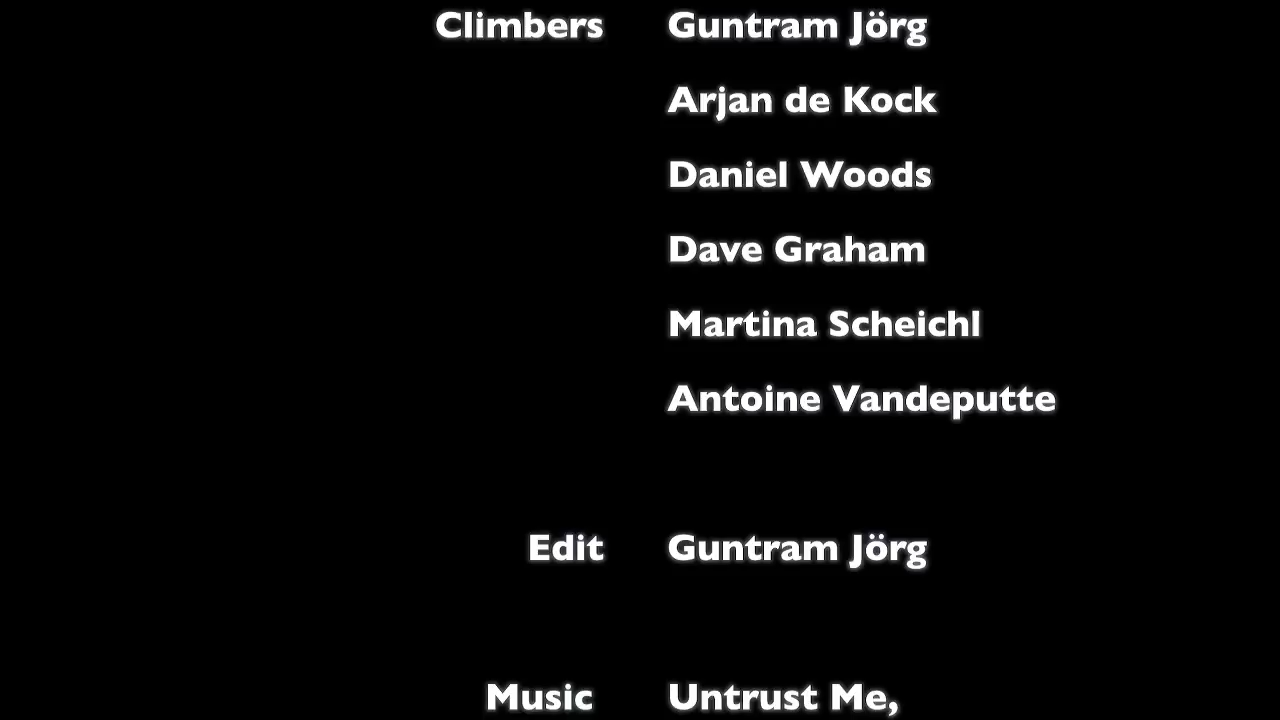 Climbers Guntram Jörg
Arjan de Kock
Daniel Woods
Dave Graham
Martina Scheichl
Antoine Vandeputte
Edit Guntram Jörg
Music Untrust Me,